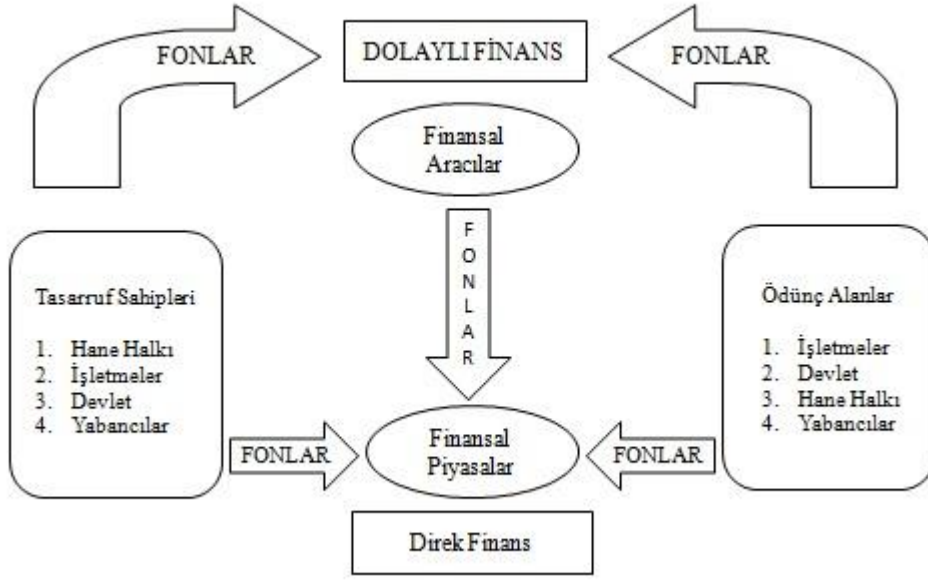 FONLAR
DOLAYLI FİNANS
FONLAR
Finansal
Aracılar
FONLAR
Tasarruf Sahipleri
1. Hane Halkı
2. İşletmeler
3. Devlet
4. Yabancılar
Ödünç Alanlar
1. İşletmeler
2. Devlet
3. Hane Halkı
4. Yabancılar
FONLAR
Finansal
Piyasalar
FONLAR
Direk Finans